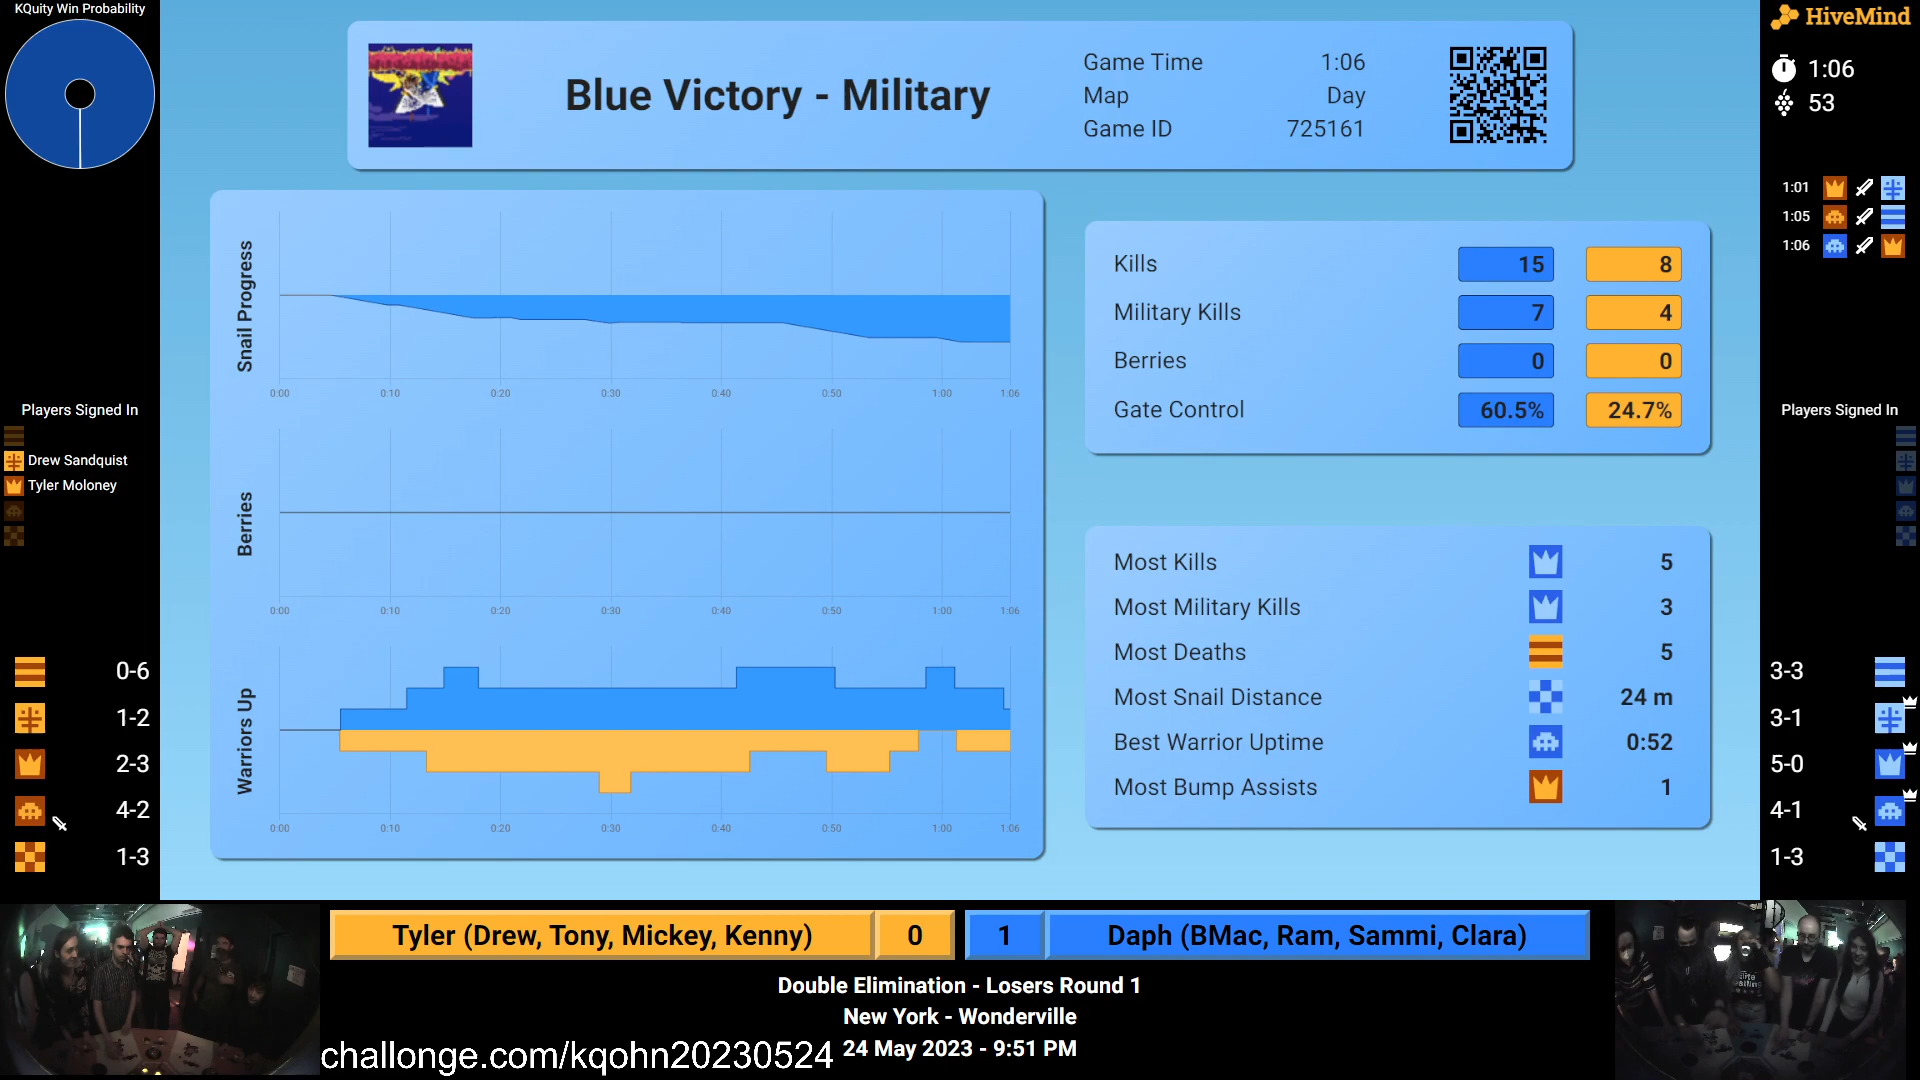 KQuity Win Probability
Blue Victory - Military
Game Time 1:06
Map Day
Game ID 725161
HiveMind
1:06
53
1:01
1:05
1:06
Snail Progress
0:00 0:10 0:20 0:30 0:40 0:50 1:00 1:06
Berries
0:00 0:10 0:20 0:30 0:40 0:50 1:00 1:06
Warriors Up
0:00 0:10 0:20 0:30 0:40 0:50 1:00 1:06
Kills 15 8
Military Kills 7 4
Berries 0 0
Gate Control 60.5% 24.7%
Most Kills 5
Most Military Kills 3
Most Deaths 5
Most Snail Distance 24 m
Best Warrior Uptime 0:52
Most Bump Assists 1
Players Signed In
Drew Sandquist
Tyler Moloney
Players Signed In
0-6
1-2
2-3
4-2
1-3
3-3
3-1
5-0
4-1
1-3
Tyler (Drew, Tony, Mickey, Kenny) 0
1 Daph (BMac, Ram, Sammi, Clara)
Double Elimination - Losers Round 1
New York - Wonderville
24 May 2023 - 9:51 PM
challonge.com/kqohn20230524